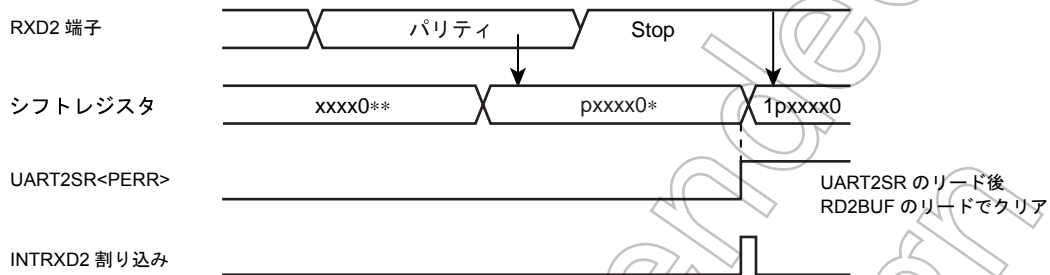 RXD2 端子
パリティ
Stop
シフトレジスタ
xxxx0**
pxxxx0*
1pxxxx0
UART2SR<PERR>
UART2SR のリード後
RD2BUF のリードでクリア
INTRXD2 割り込み